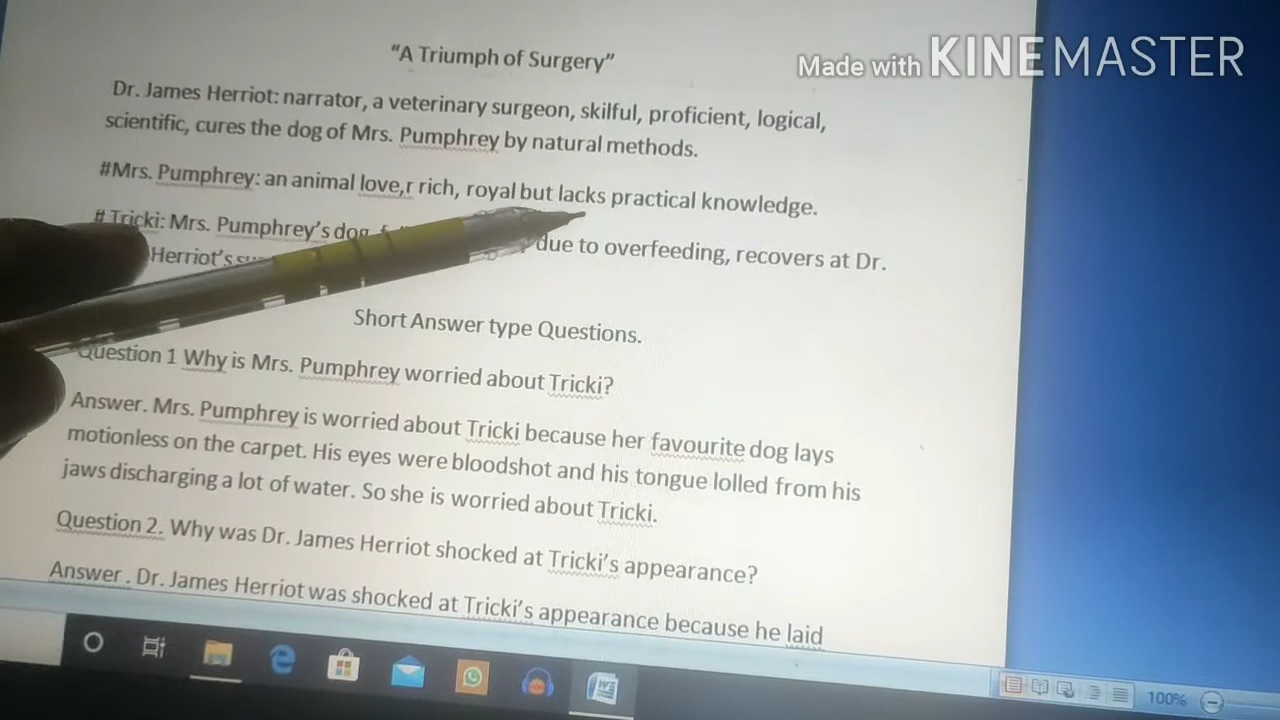 Made with KINEMASTER
"A Triumph of Surgery"
Dr. James Herriot: narrator, a veterinary surgeon, skilful, proficient, logical,
scientific, cures the dog of Mrs. Pumphrey by natural methods.
#Mrs. Pumphrey: an animal love,r rich, royal but lacks practical knowledge.
# Tricki: Mrs. Pumphrey's dog due to overfeeding, recovers at Dr.
Herriot's
Short Answer type Questions.
Question 1 Why is Mrs. Pumphrey worried about Tricki?
Answer. Mrs. Pumphrey is worried about Tricki because her favourite dog lays
motionless on the carpet. His eyes were bloodshot and his tongue lolled from his
jaws discharging a lot of water. So she is worried about Tricki.
Question 2. Why was Dr. James Herriot shocked at Tricki's appearance?
Answer . Dr. James Herriot was shocked at Tricki's appearance because he laid
100%